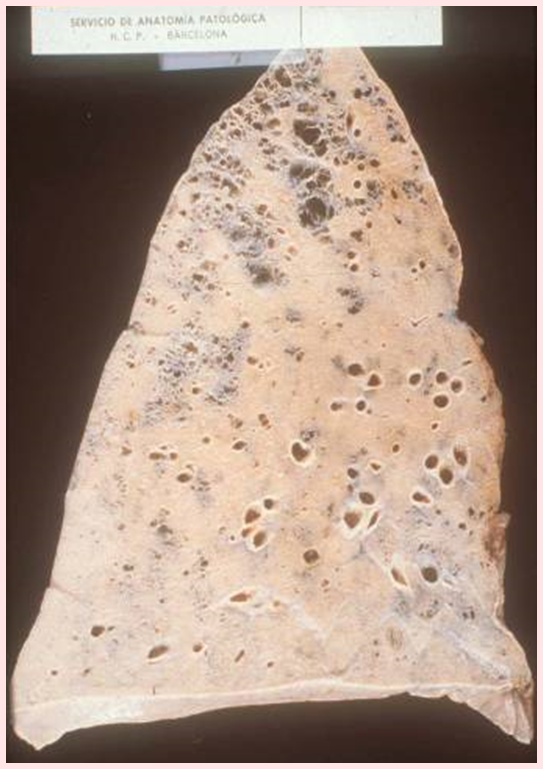 SERVICIO DE ANATOMÍA PATOLÓGICA
H. C. P. - BARCELONA